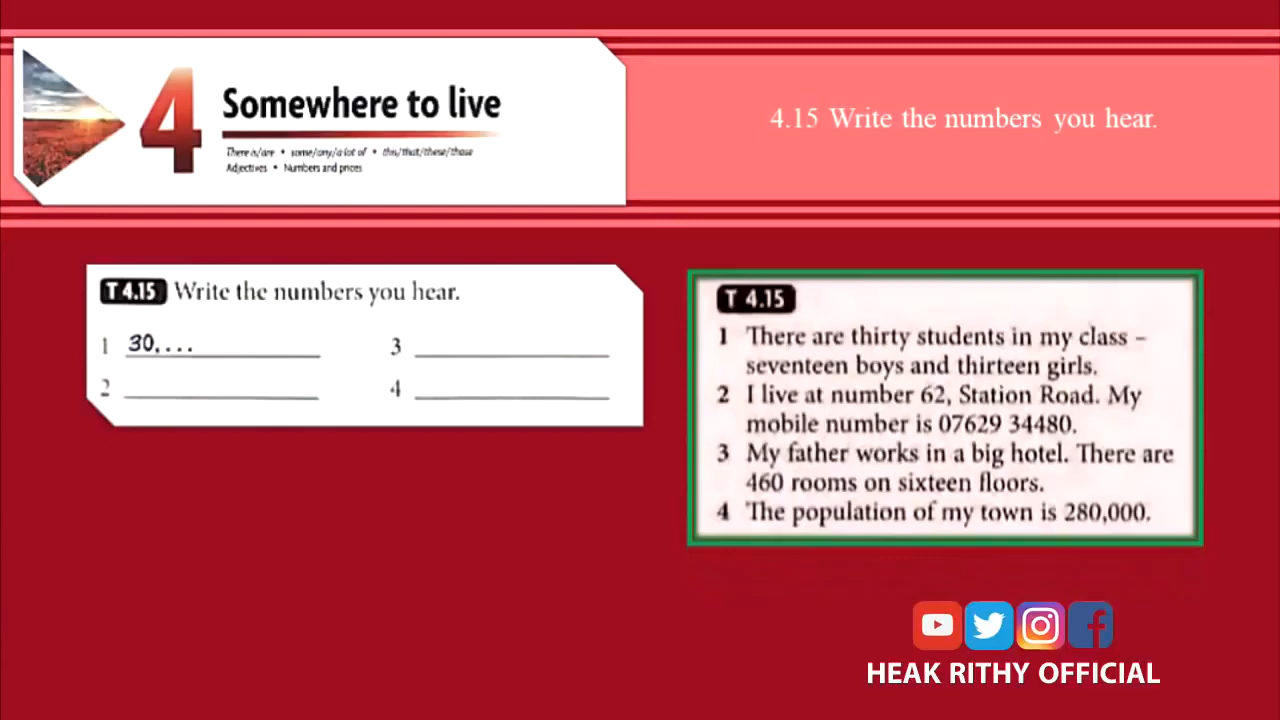 4
Somewhere to live
There is/are • some/any/a lot of • this/that/these/those
Adjectives • Numbers and prices
4.15 Write the numbers you hear.
T 4.15 Write the numbers you hear.
1 30, . . .
2
3
4
T 4.15
1 There are thirty students in my class –
seventeen boys and thirteen girls.
2 I live at number 62, Station Road. My
mobile number is 07629 34480.
3 My father works in a big hotel. There are
460 rooms on sixteen floors.
4 The population of my town is 280,000.
HEAK RITHY OFFICIAL